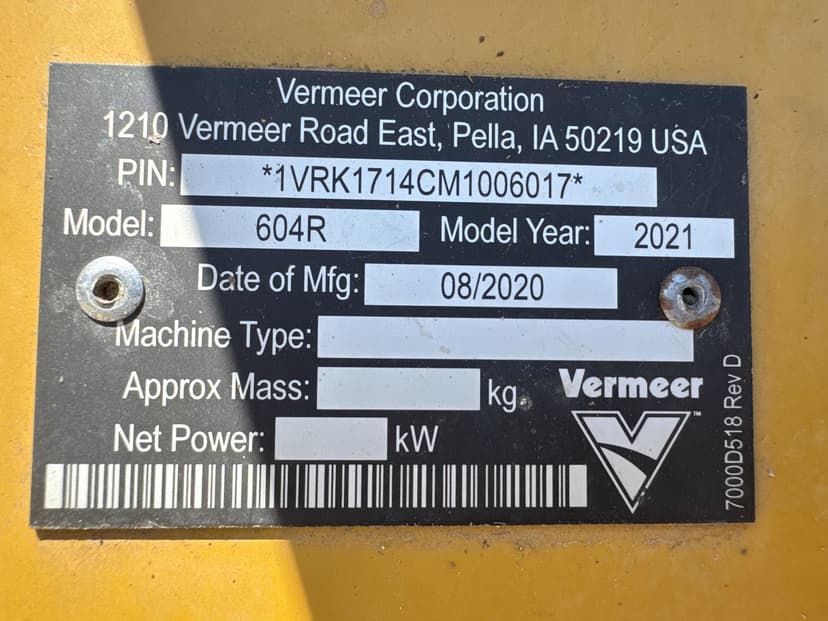 Vermeer Corporation
1210 Vermeer Road East, Pella, IA 50219 USA
PIN: *1VRK1714CM1006017*
Model: 604R Model Year: 2021
Date of Mfg: 08/2020
Machine Type:
Approx Mass: kg
Net Power: kW
Vermeer
™
7000D518 Rev D